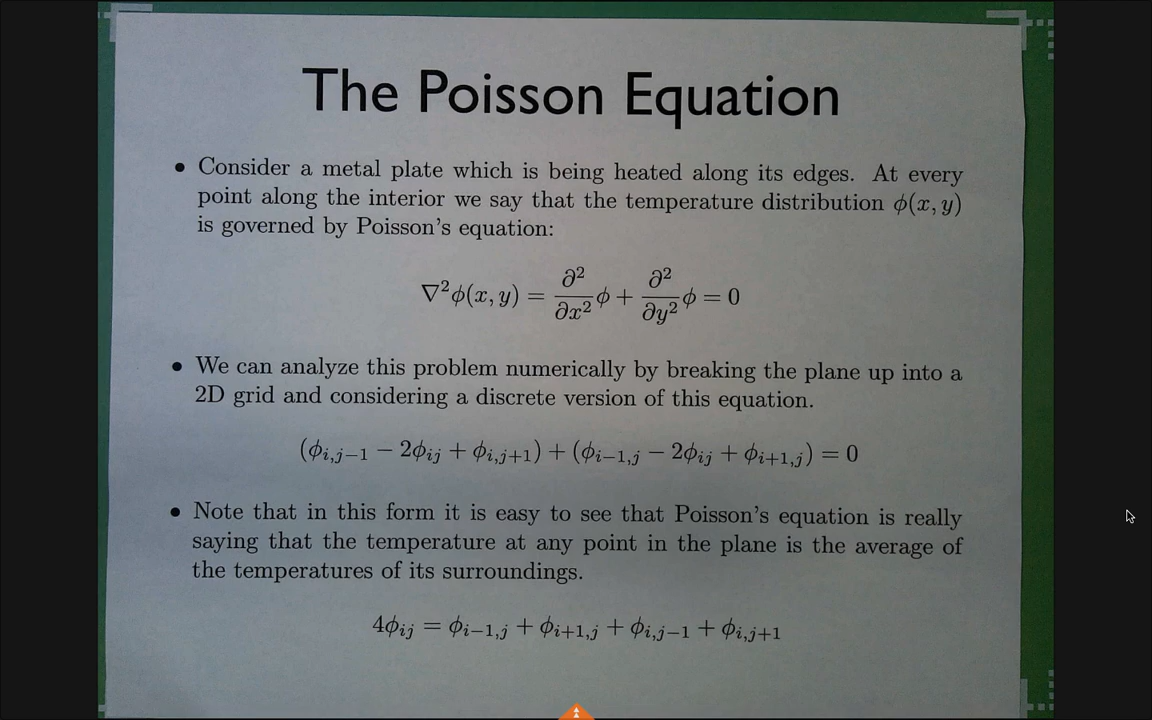 The Poisson Equation
• Consider a metal plate which is being heated along its edges. At every
point along the interior we say that the temperature distribution ϕ(x, y)
is governed by Poisson's equation:
∇²ϕ(x, y) = ∂²/∂x² ϕ + ∂²/∂y² ϕ = 0
• We can analyze this problem numerically by breaking the plane up into a
2D grid and considering a discrete version of this equation.
(ϕ_{i,j−1} − 2ϕ_{ij} + ϕ_{i,j+1}) + (ϕ_{i−1,j} − 2ϕ_{ij} + ϕ_{i+1,j}) = 0
• Note that in this form it is easy to see that Poisson's equation is really
saying that the temperature at any point in the plane is the average of
the temperatures of its surroundings.
4ϕ_{ij} = ϕ_{i−1,j} + ϕ_{i+1,j} + ϕ_{i,j−1} + ϕ_{i,j+1}